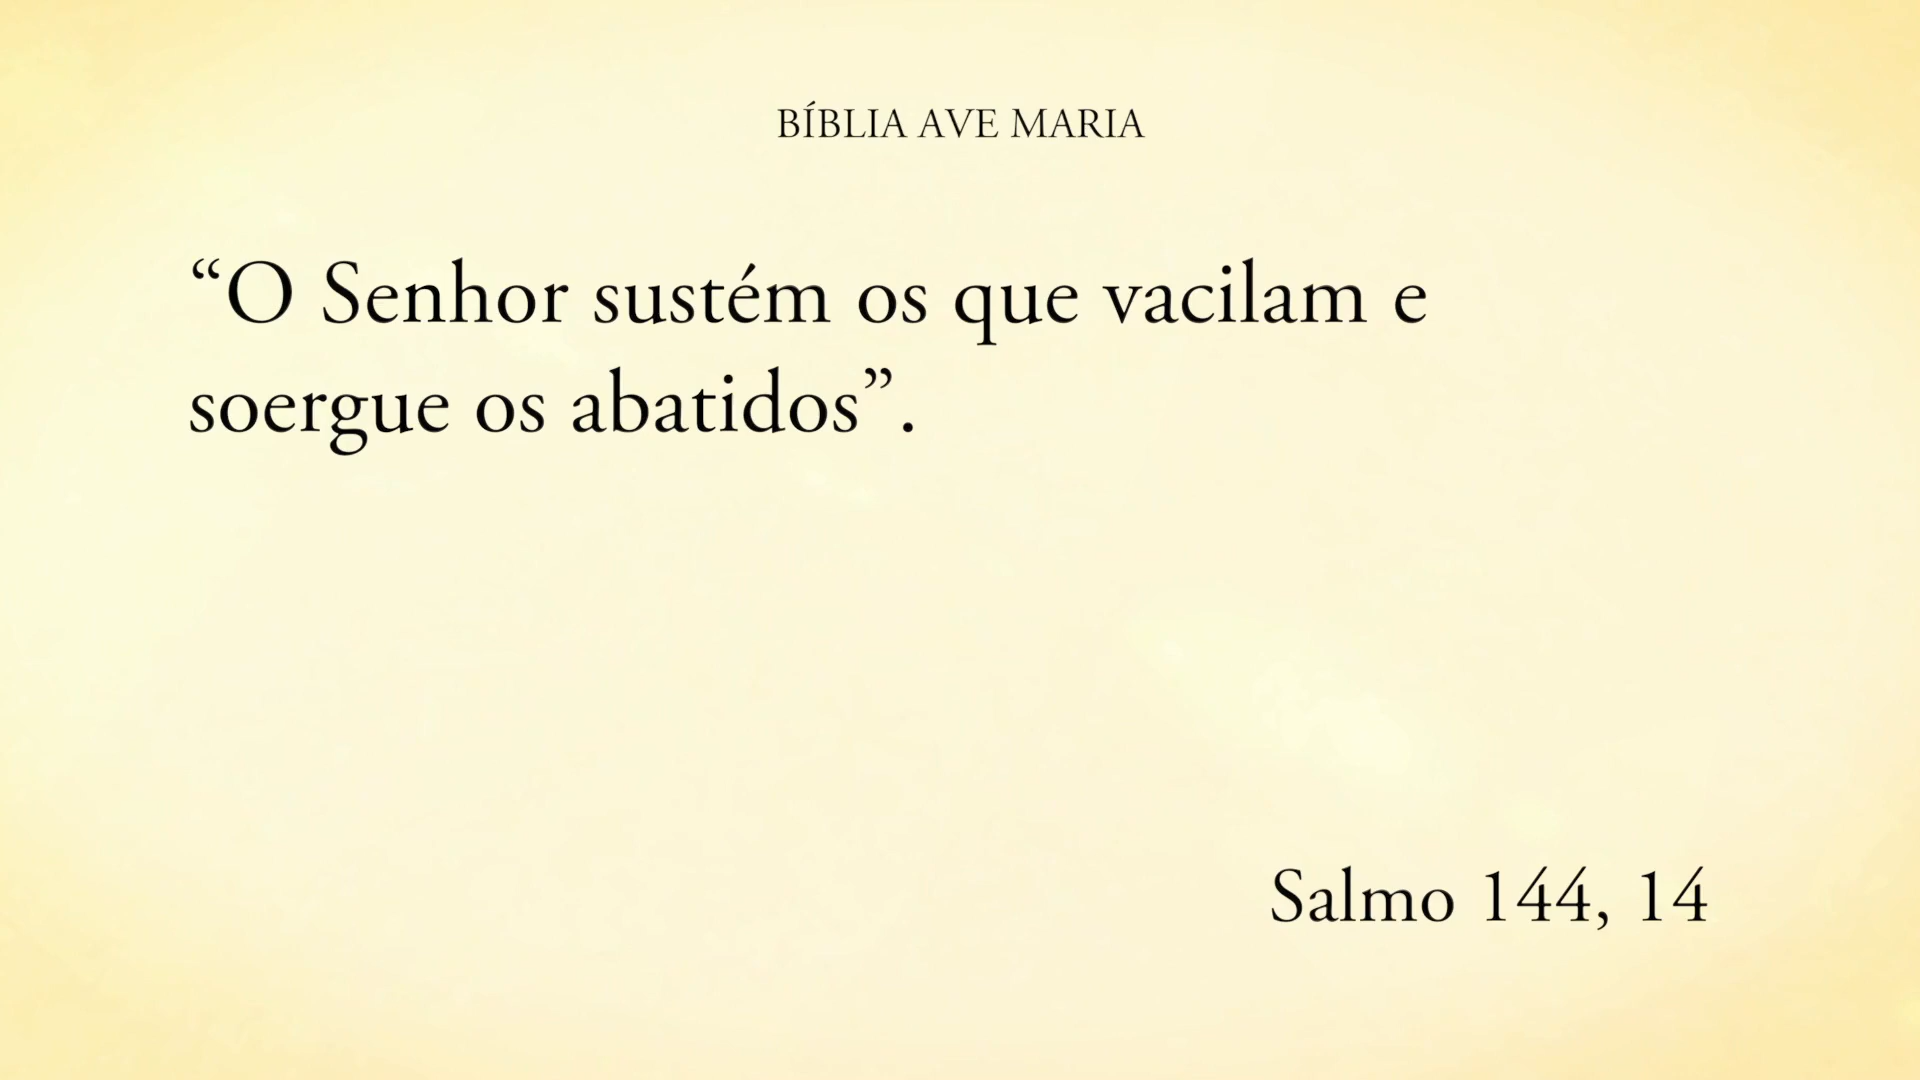 BÍBLIA AVE MARIA
“O Senhor sustém os que vacilam e
soergue os abatidos”.
Salmo 144, 14